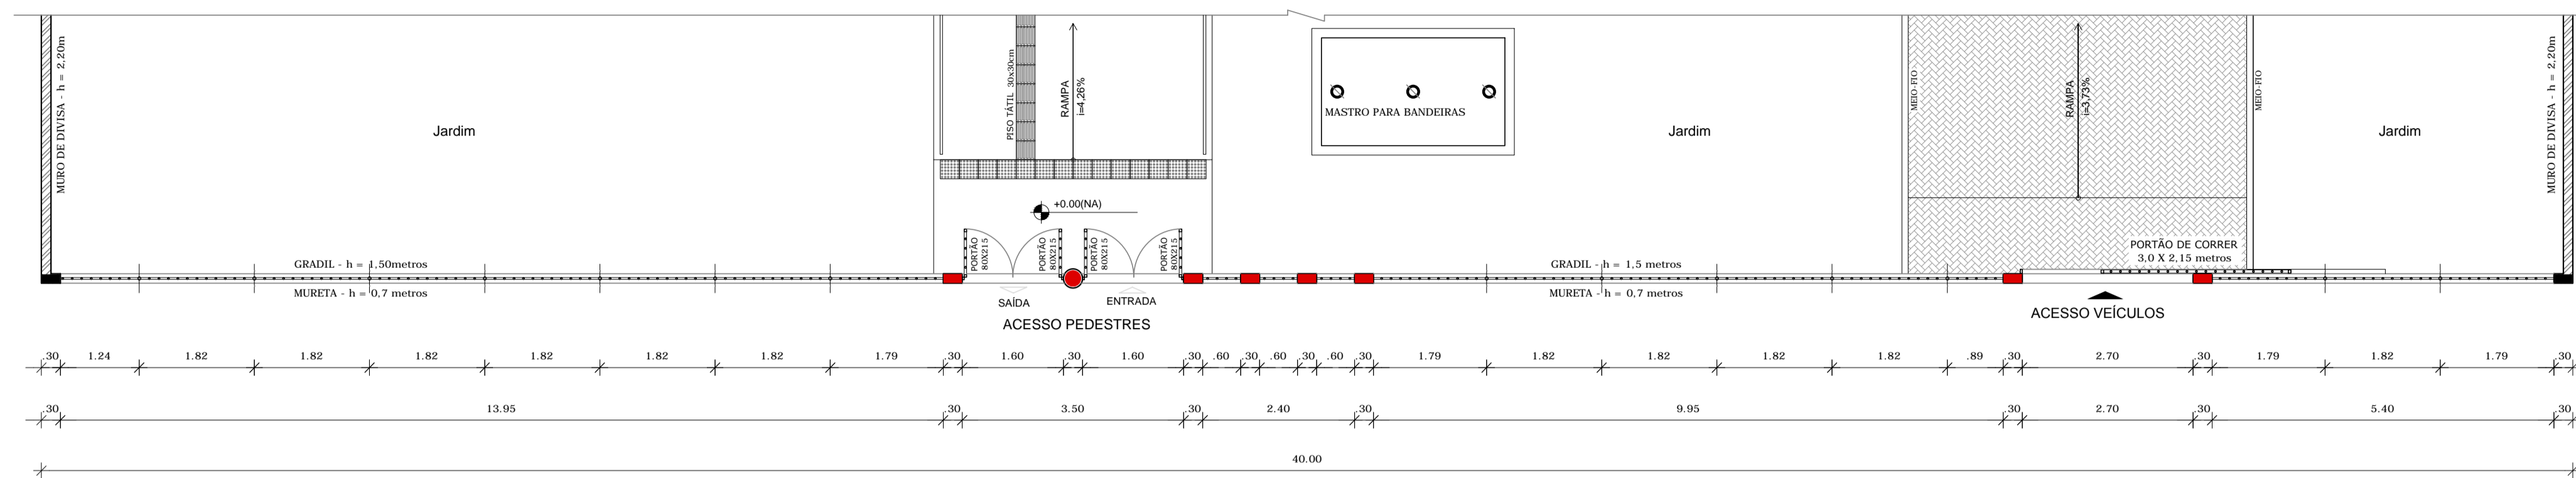 MURO DE DIVISA - h = 2,20m
Jardim
PISO TÁTIL 30x30cm
RAMPA
i=4,26%
MASTRO PARA BANDEIRAS
Jardim
MEIO-FIO
RAMPA
i=3,73%
MEIO-FIO
Jardim
MURO DE DIVISA - h = 2,20m
+0.00(NA)
PORTÃO
80X215
PORTÃO
80X215
PORTÃO
80X215
PORTÃO
80X215
PORTÃO DE CORRER
3,0 X 2,15 metros
GRADIL - h = 1,50metros
MURETA - h = 0,7 metros
GRADIL - h = 1,5 metros
MURETA - h = 0,7 metros
SAÍDA
ENTRADA
ACESSO PEDESTRES
ACESSO VEÍCULOS
.30 1.24 1.82 1.82 1.82 1.82 1.82 1.82 1.79 .30 1.60 .30 1.60 .30 .60 .30 .60 .30 .60 .30 1.79 1.82 1.82 1.82 1.82 .89 .30 2.70 .30 1.79 1.82 1.79 .30
.30 13.95 .30 3.50 .30 2.40 .30 9.95 .30 2.70 .30 5.40 .30
40.00